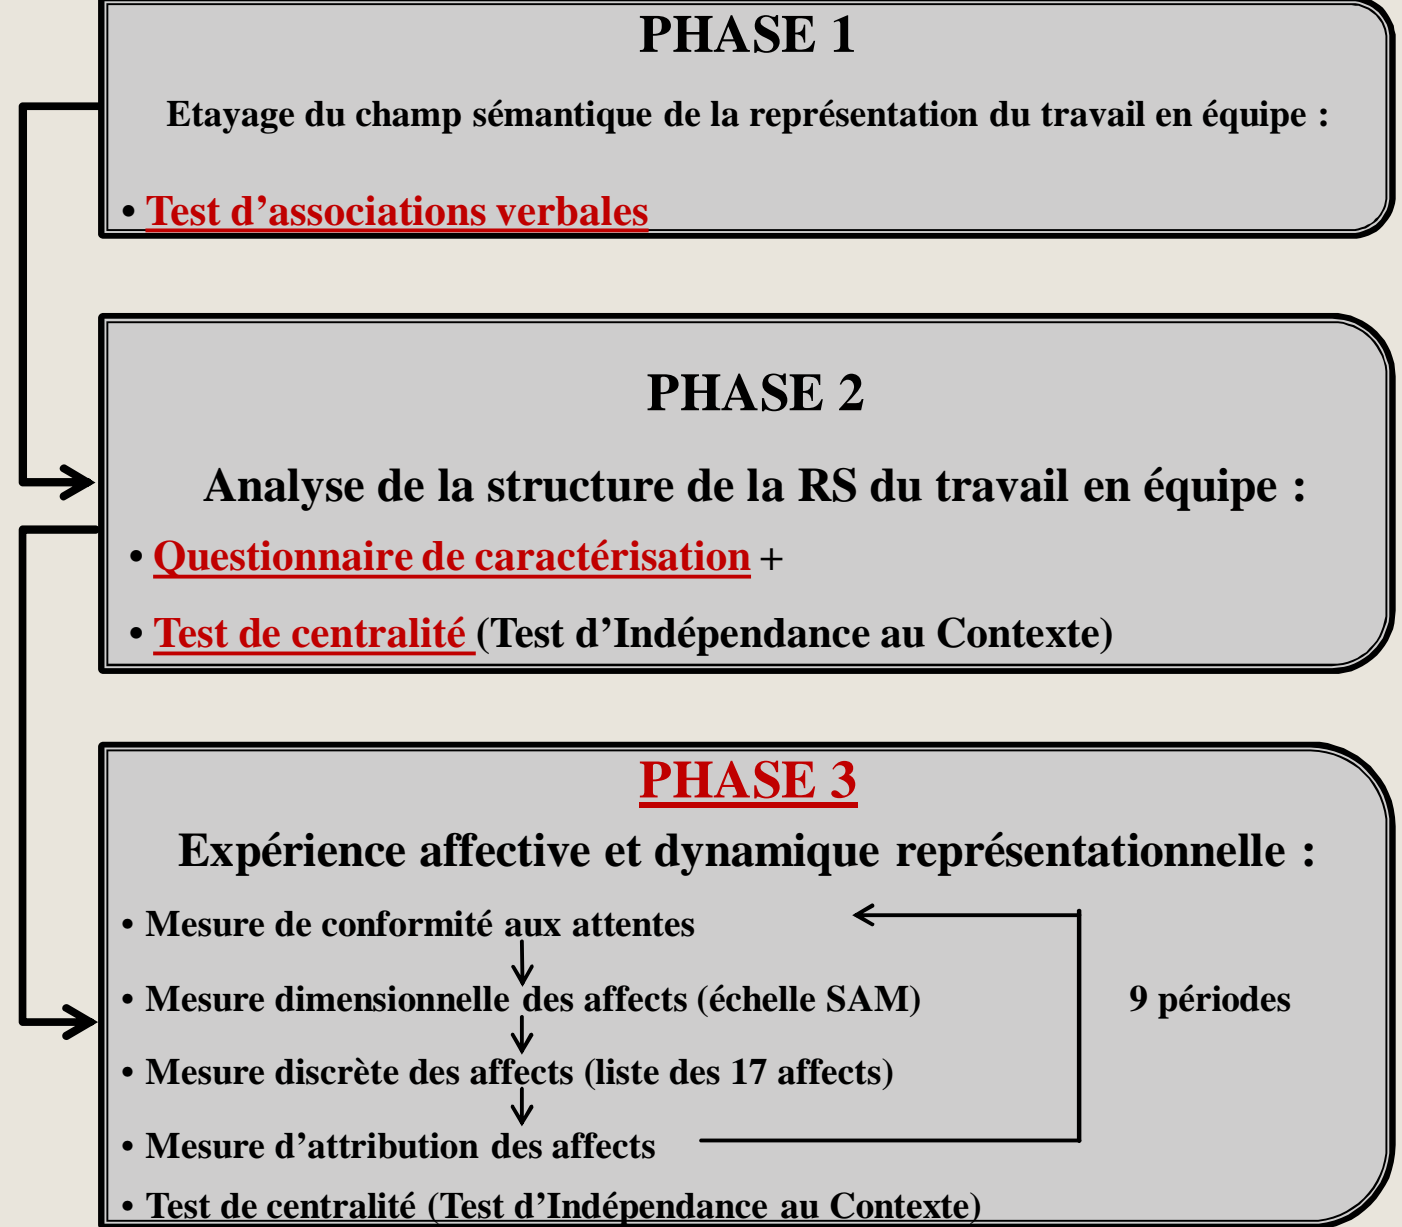 PHASE 1
Etayage du champ sémantique de la représentation du travail en équipe :
• Test d’associations verbales
PHASE 2
Analyse de la structure de la RS du travail en équipe :
• Questionnaire de caractérisation +
• Test de centralité (Test d’Indépendance au Contexte)
PHASE 3
Expérience affective et dynamique représentationnelle :
• Mesure de conformité aux attentes
• Mesure dimensionnelle des affects (échelle SAM)
9 périodes
• Mesure discrète des affects (liste des 17 affects)
• Mesure d’attribution des affects
• Test de centralité (Test d’Indépendance au Contexte)